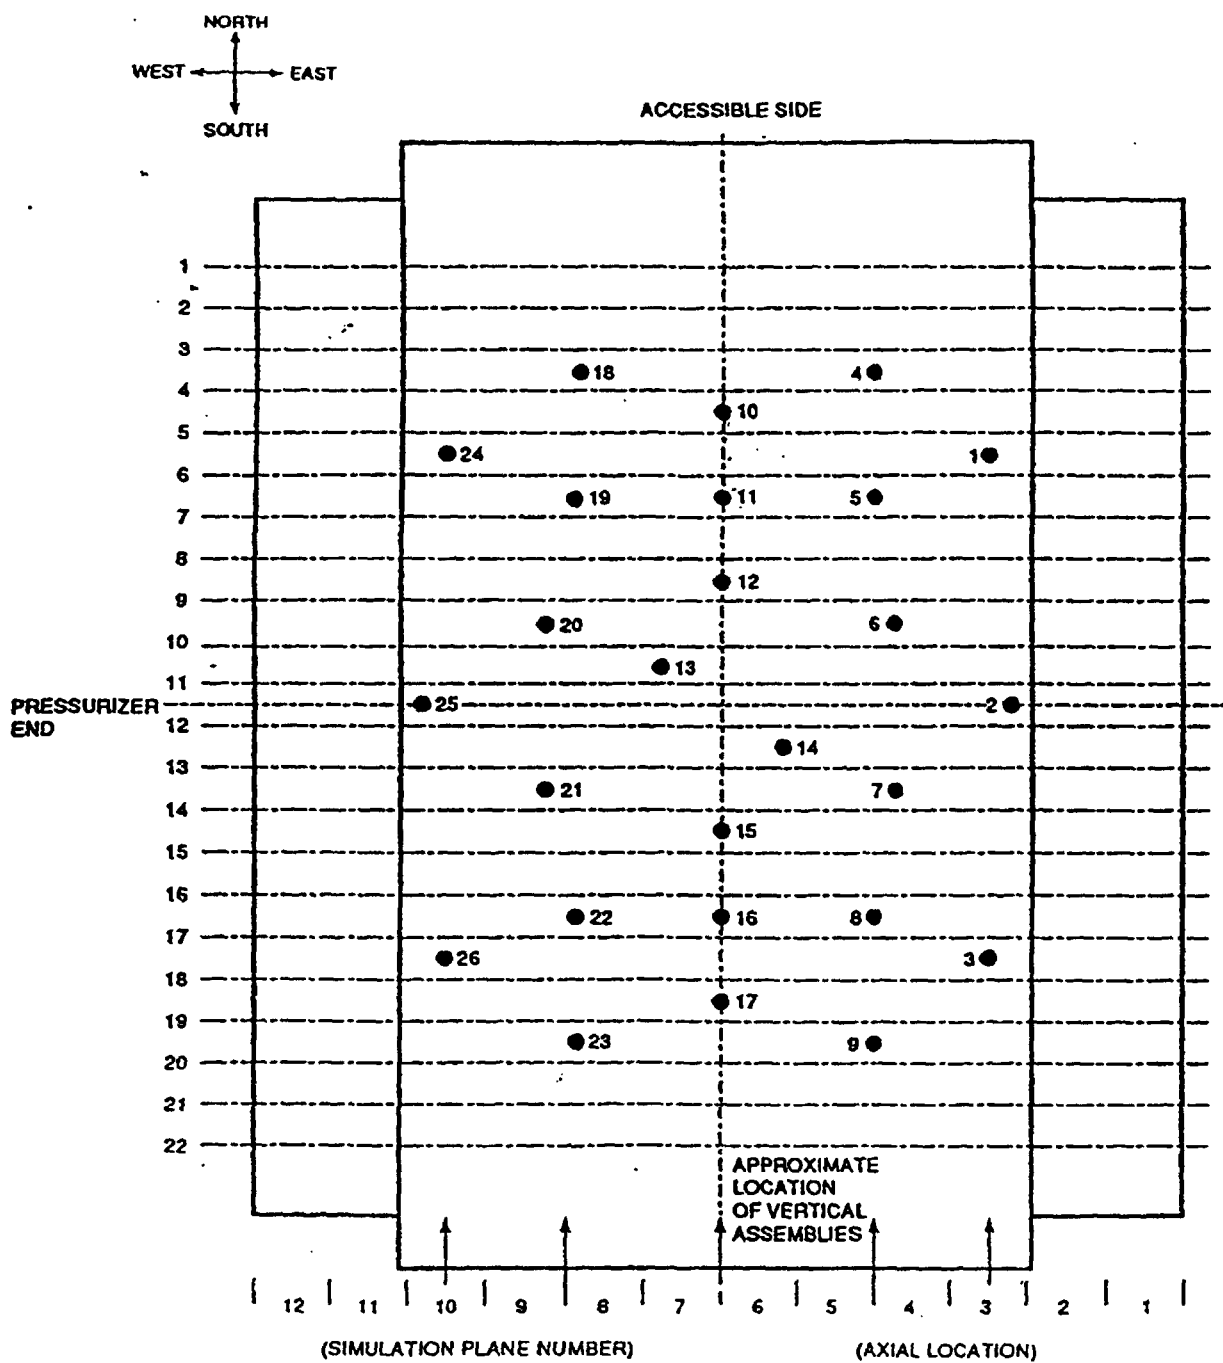 NORTH
WEST EAST
SOUTH
ACCESSIBLE SIDE
1
2
3
18 4
4
10
5
24 1
6
19 11 5
7
8
12
9
20 6
10
13
11
PRESSURIZER
END
25 2
12
14
13
21 7
14
15
15
16
22 16 8
17
26 3
18
17
19
23 9
20
21
22
APPROXIMATE
LOCATION
OF VERTICAL
ASSEMBLIES
12 11 10 9 8 7 6 5 4 3 2 1
(SIMULATION PLANE NUMBER) (AXIAL LOCATION)